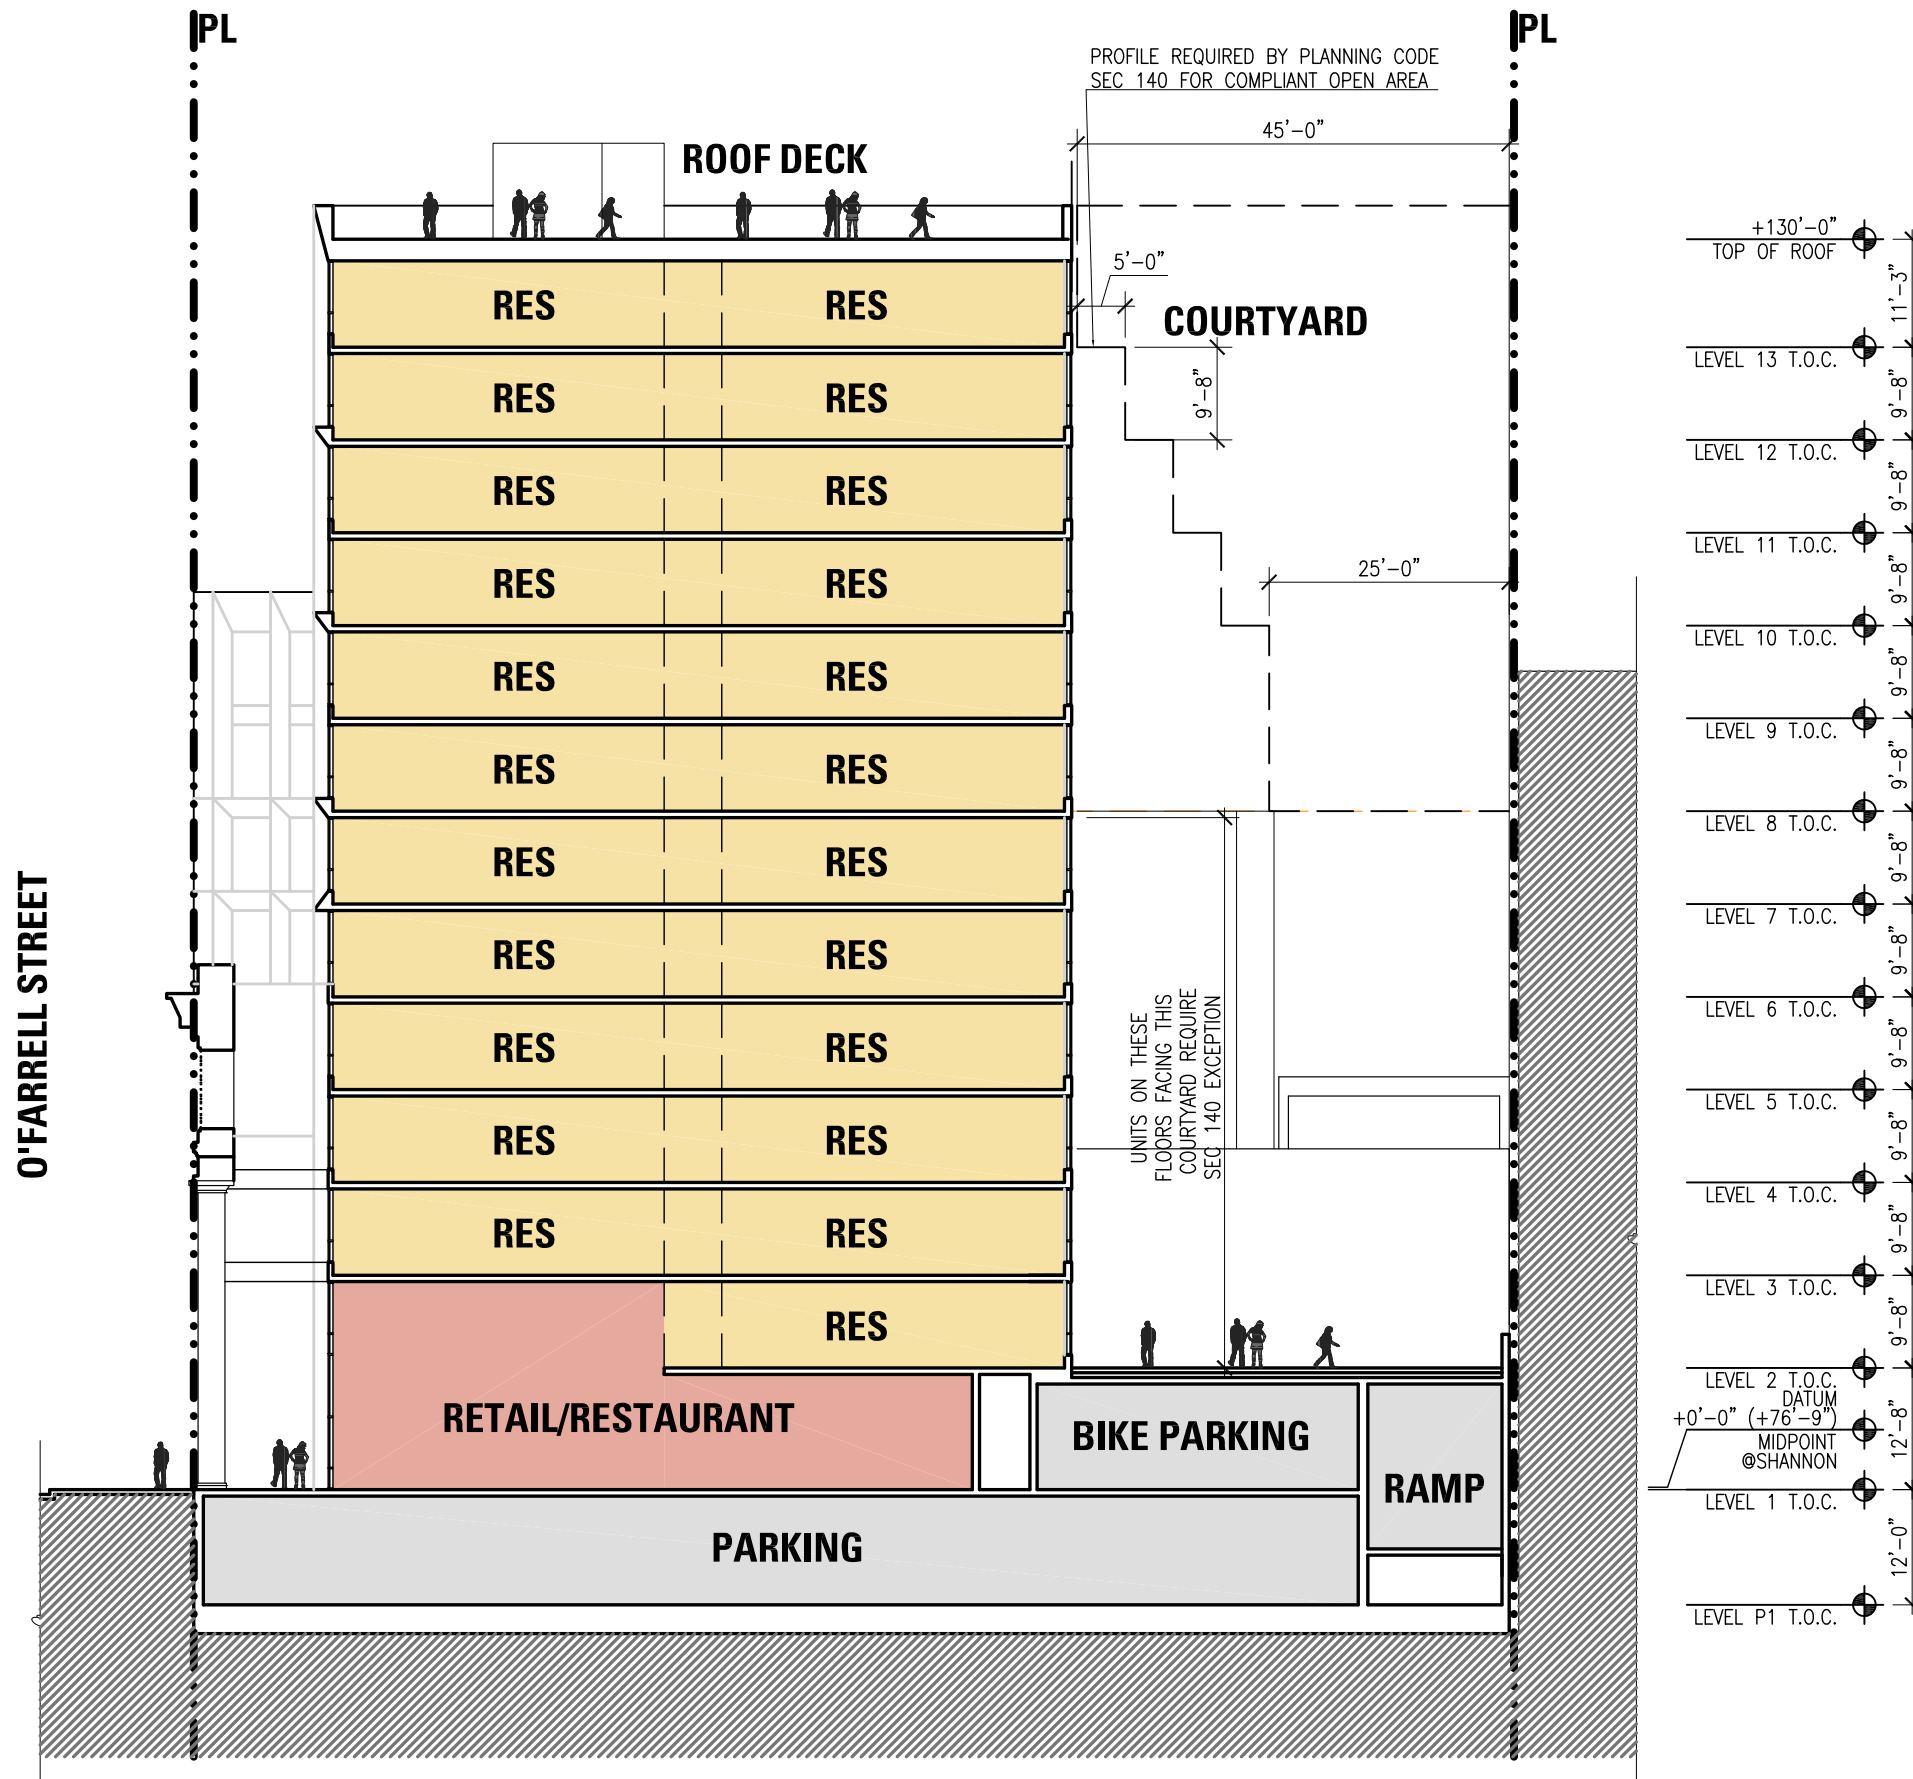 PL
PL
PROFILE REQUIRED BY PLANNING CODE
SEC 140 FOR COMPLIANT OPEN AREA
45'-0"
ROOF DECK
+130'-0"
TOP OF ROOF
11'-3"
5'-0"
COURTYARD
RES
RES
LEVEL 13 T.O.C.
9'-8"
9'-8"
RES
RES
LEVEL 12 T.O.C.
9'-8"
RES
RES
LEVEL 11 T.O.C.
25'-0"
9'-8"
RES
RES
LEVEL 10 T.O.C.
9'-8"
RES
RES
LEVEL 9 T.O.C.
9'-8"
RES
RES
LEVEL 8 T.O.C.
9'-8"
RES
RES
LEVEL 7 T.O.C.
9'-8"
RES
RES
LEVEL 6 T.O.C.
9'-8"
RES
RES
LEVEL 5 T.O.C.
9'-8"
RES
RES
LEVEL 4 T.O.C.
9'-8"
RES
RES
LEVEL 3 T.O.C.
9'-8"
RES
LEVEL 2 T.O.C.
O'FARRELL STREET
UNITS ON THESE
FLOORS FACING THIS
COURTYARD REQUIRE
SEC 140 EXCEPTION
DATUM
+0'-0" (+76'-9")
MIDPOINT
@SHANNON
12'-8"
RETAIL/RESTAURANT
BIKE PARKING
RAMP
LEVEL 1 T.O.C.
12'-0"
PARKING
LEVEL P1 T.O.C.